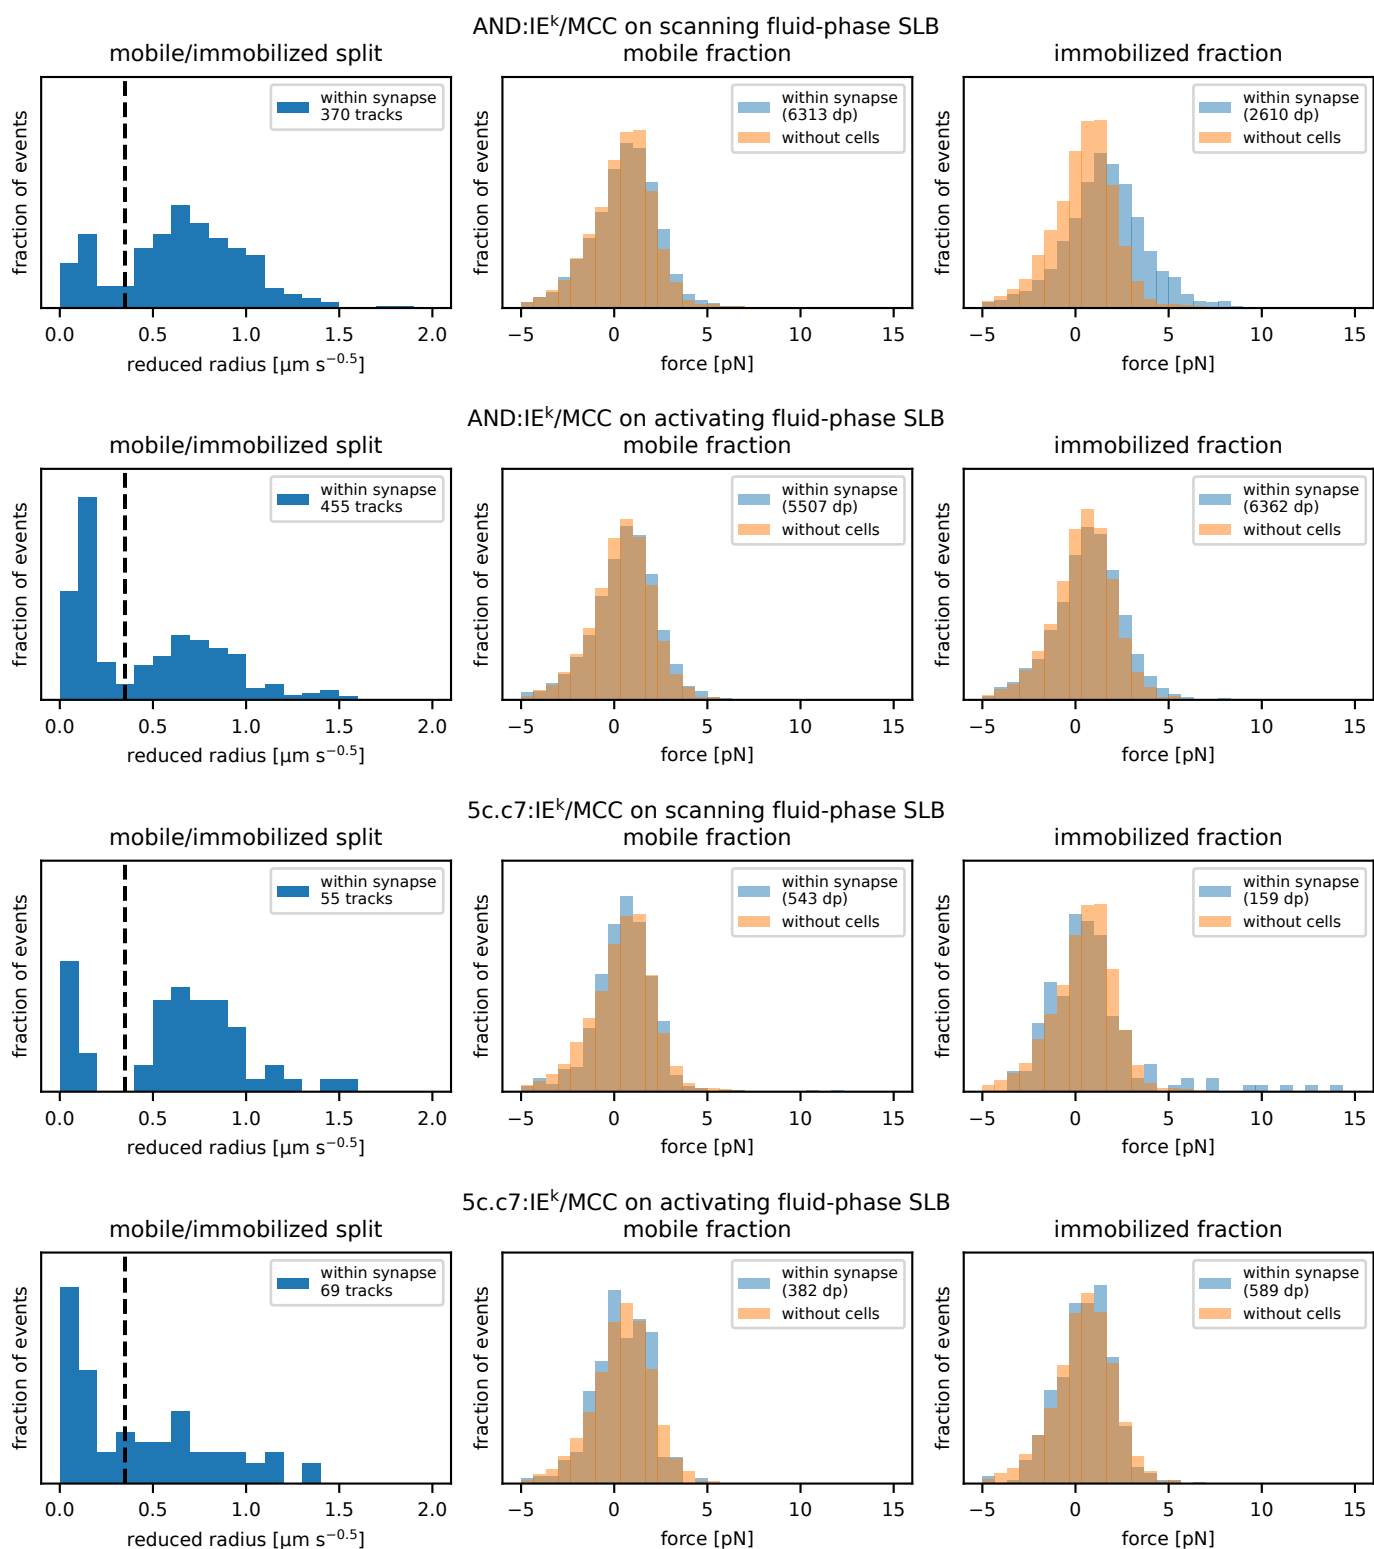 AND:IEᵏ/MCC on scanning fluid-phase SLB
mobile/immobilized split
mobile fraction
immobilized fraction
fraction of events
within synapse
370 tracks
0.0 0.5 1.0 1.5 2.0
reduced radius [µm s⁻⁰·⁵]
fraction of events
within synapse
(6313 dp)
without cells
−5 0 5 10 15
force [pN]
fraction of events
within synapse
(2610 dp)
without cells
−5 0 5 10 15
force [pN]
AND:IEᵏ/MCC on activating fluid-phase SLB
mobile/immobilized split
mobile fraction
immobilized fraction
fraction of events
within synapse
455 tracks
0.0 0.5 1.0 1.5 2.0
reduced radius [µm s⁻⁰·⁵]
fraction of events
within synapse
(5507 dp)
without cells
−5 0 5 10 15
force [pN]
fraction of events
within synapse
(6362 dp)
without cells
−5 0 5 10 15
force [pN]
5c.c7:IEᵏ/MCC on scanning fluid-phase SLB
mobile/immobilized split
mobile fraction
immobilized fraction
fraction of events
within synapse
55 tracks
0.0 0.5 1.0 1.5 2.0
reduced radius [µm s⁻⁰·⁵]
fraction of events
within synapse
(543 dp)
without cells
−5 0 5 10 15
force [pN]
fraction of events
within synapse
(159 dp)
without cells
−5 0 5 10 15
force [pN]
5c.c7:IEᵏ/MCC on activating fluid-phase SLB
mobile/immobilized split
mobile fraction
immobilized fraction
fraction of events
within synapse
69 tracks
0.0 0.5 1.0 1.5 2.0
reduced radius [µm s⁻⁰·⁵]
fraction of events
within synapse
(382 dp)
without cells
−5 0 5 10 15
force [pN]
fraction of events
within synapse
(589 dp)
without cells
−5 0 5 10 15
force [pN]